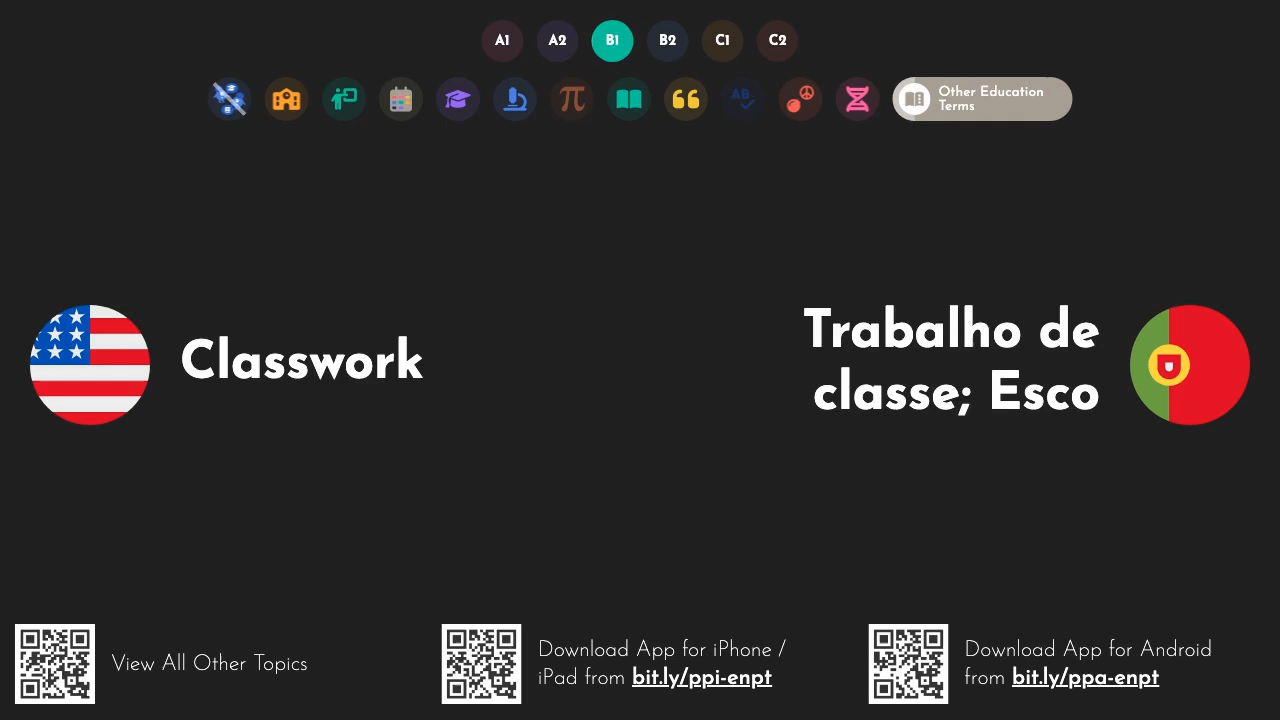 A1 A2 B1 B2 C1 C2
AB
Other Education
Terms
Classwork
Trabalho de
classe; Esco
View All Other Topics
Download App for iPhone /
iPad from bit.ly/ppi-enpt
Download App for Android
from bit.ly/ppa-enpt